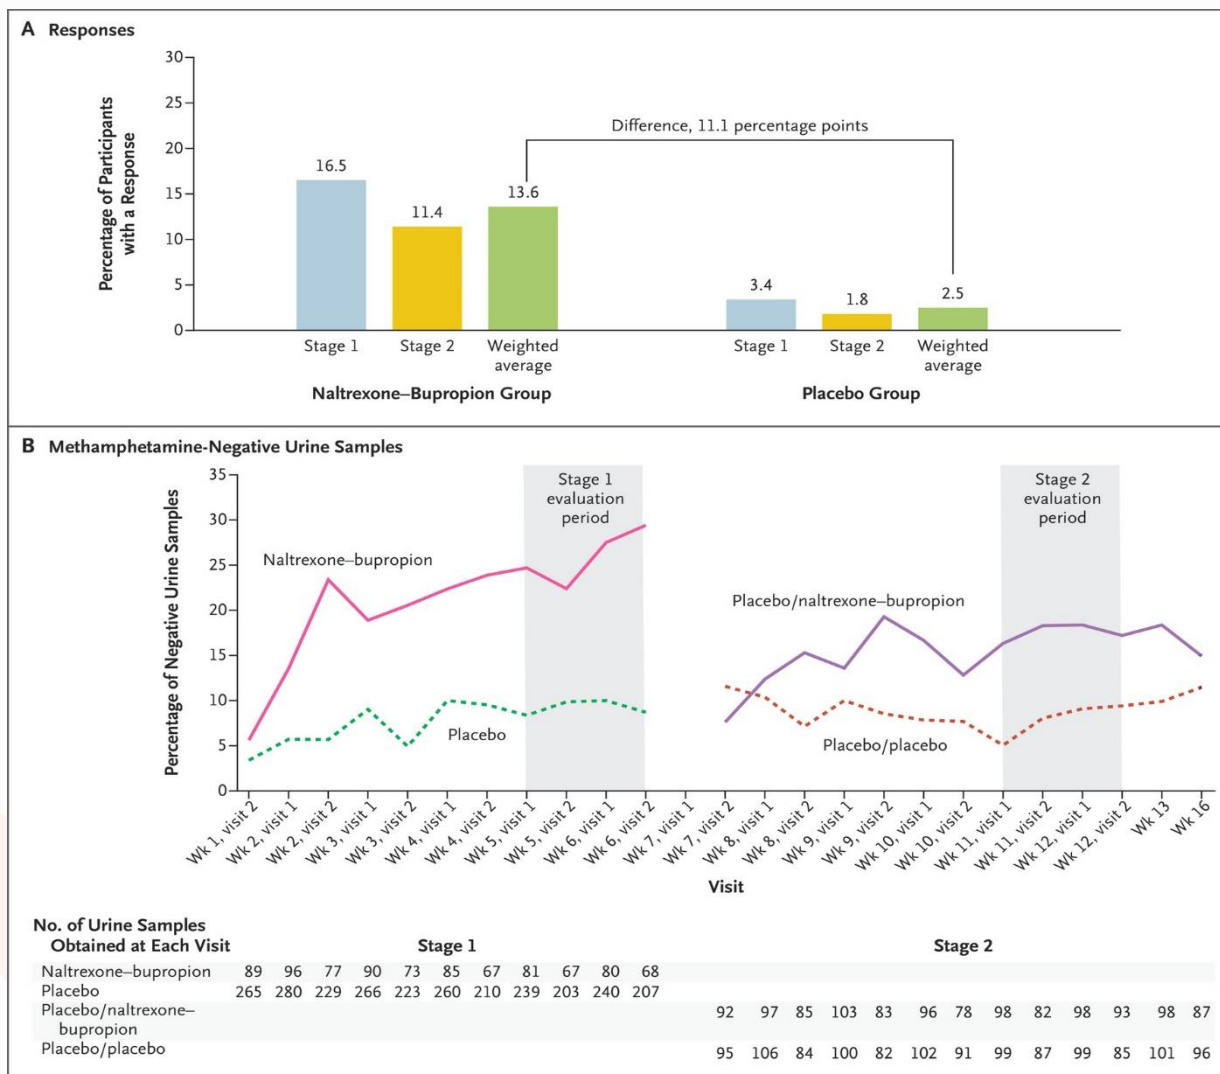 A Responses
Percentage of Participants
with a Response
30
25
20
15
10
5
0
Difference, 11.1 percentage points
16.5
11.4
13.6
3.4
1.8
2.5
Stage 1
Stage 2
Weighted
average
Stage 1
Stage 2
Weighted
average
Naltrexone–Bupropion Group
Placebo Group
B Methamphetamine-Negative Urine Samples
Percentage of Negative Urine Samples
35
30
25
20
15
10
5
0
Stage 1
evaluation
period
Stage 2
evaluation
period
Naltrexone–bupropion
Placebo
Placebo/naltrexone–bupropion
Placebo/placebo
Wk 1, visit 2
Wk 2, visit 1
Wk 2, visit 2
Wk 3, visit 1
Wk 3, visit 2
Wk 4, visit 1
Wk 4, visit 2
Wk 5, visit 1
Wk 5, visit 2
Wk 6, visit 1
Wk 6, visit 2
Wk 7, visit 1
Wk 7, visit 2
Wk 8, visit 1
Wk 8, visit 2
Wk 9, visit 1
Wk 9, visit 2
Wk 10, visit 1
Wk 10, visit 2
Wk 11, visit 1
Wk 11, visit 2
Wk 12, visit 1
Wk 12, visit 2
Wk 13
Wk 16
Visit
No. of Urine Samples
Obtained at Each Visit Stage 1 Stage 2
Naltrexone–bupropion 89 96 77 90 73 85 67 81 67 80 68
Placebo 265 280 229 266 223 260 210 239 203 240 207
Placebo/naltrexone– 92 97 85 103 83 96 78 98 82 98 93 98 87
bupropion
Placebo/placebo 95 106 84 100 82 102 91 99 87 99 85 101 96